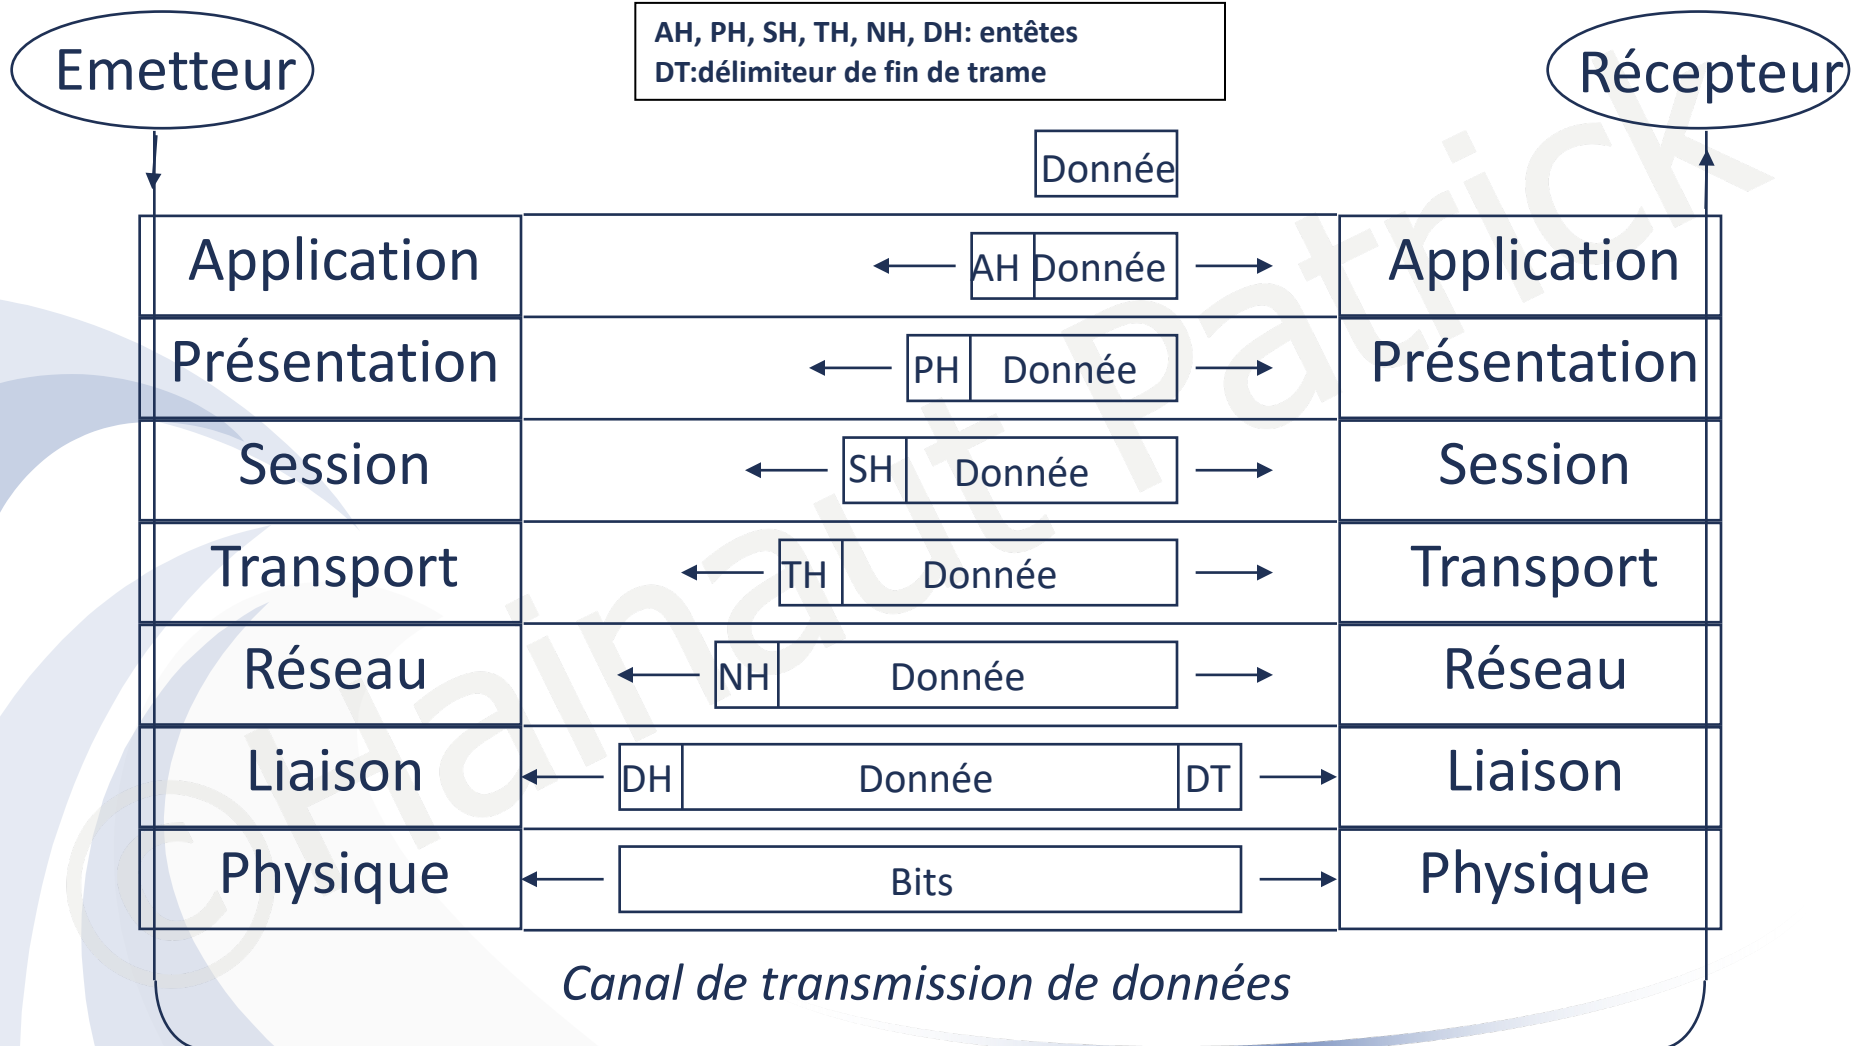 Emetteur
AH, PH, SH, TH, NH, DH: entêtes
DT:délimiteur de fin de trame
Récepteur
Donnée
Application
AH Donnée
Application
Présentation
PH Donnée
Présentation
Session
SH Donnée
Session
Transport
TH Donnée
Transport
Réseau
NH Donnée
Réseau
Liaison
DH Donnée DT
Liaison
Physique
Bits
Physique
Canal de transmission de données
©Hainaut Patrick